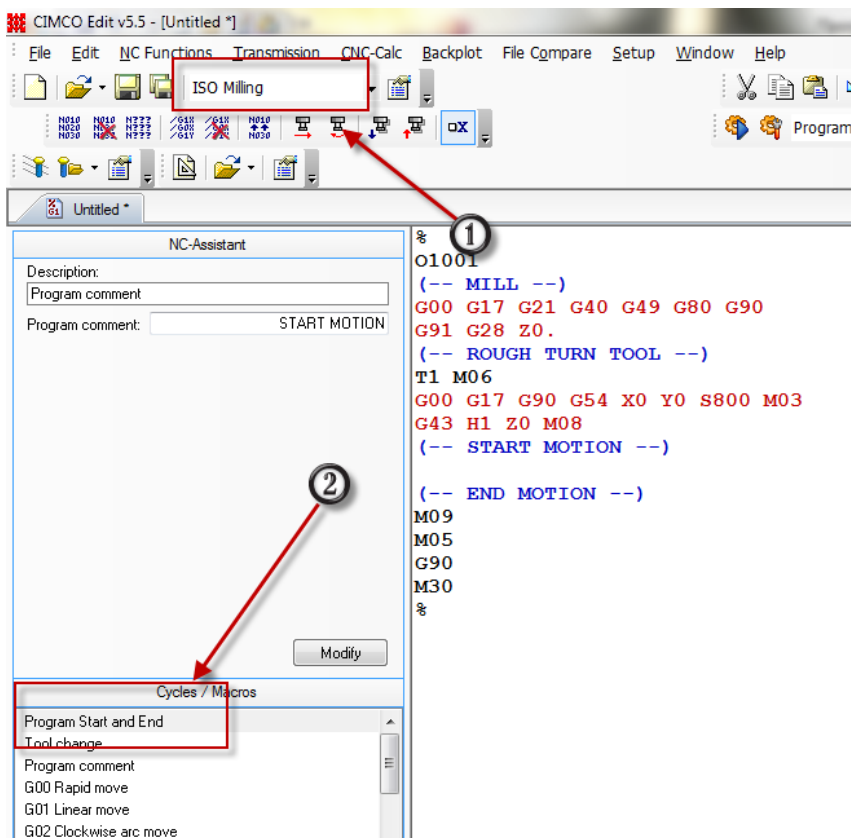 CIMCO Edit v5.5 - [Untitled *]
File Edit NC Functions Transmission CNC-Calc Backplot File Compare Setup Window Help
ISO Milling
Program
Untitled *
NC-Assistant
Description:
Program comment
Program comment: START MOTION
Modify
Cycles / Macros
Program Start and End
Tool change
Program comment
G00 Rapid move
G01 Linear move
G02 Clockwise arc move
1
2
%
O1001
(-- MILL --)
G00 G17 G21 G40 G49 G80 G90
G91 G28 Z0.
(-- ROUGH TURN TOOL --)
T1 M06
G00 G17 G90 G54 X0 Y0 S800 M03
G43 H1 Z0 M08
(-- START MOTION --)
(-- END MOTION --)
M09
M05
G90
M30
%